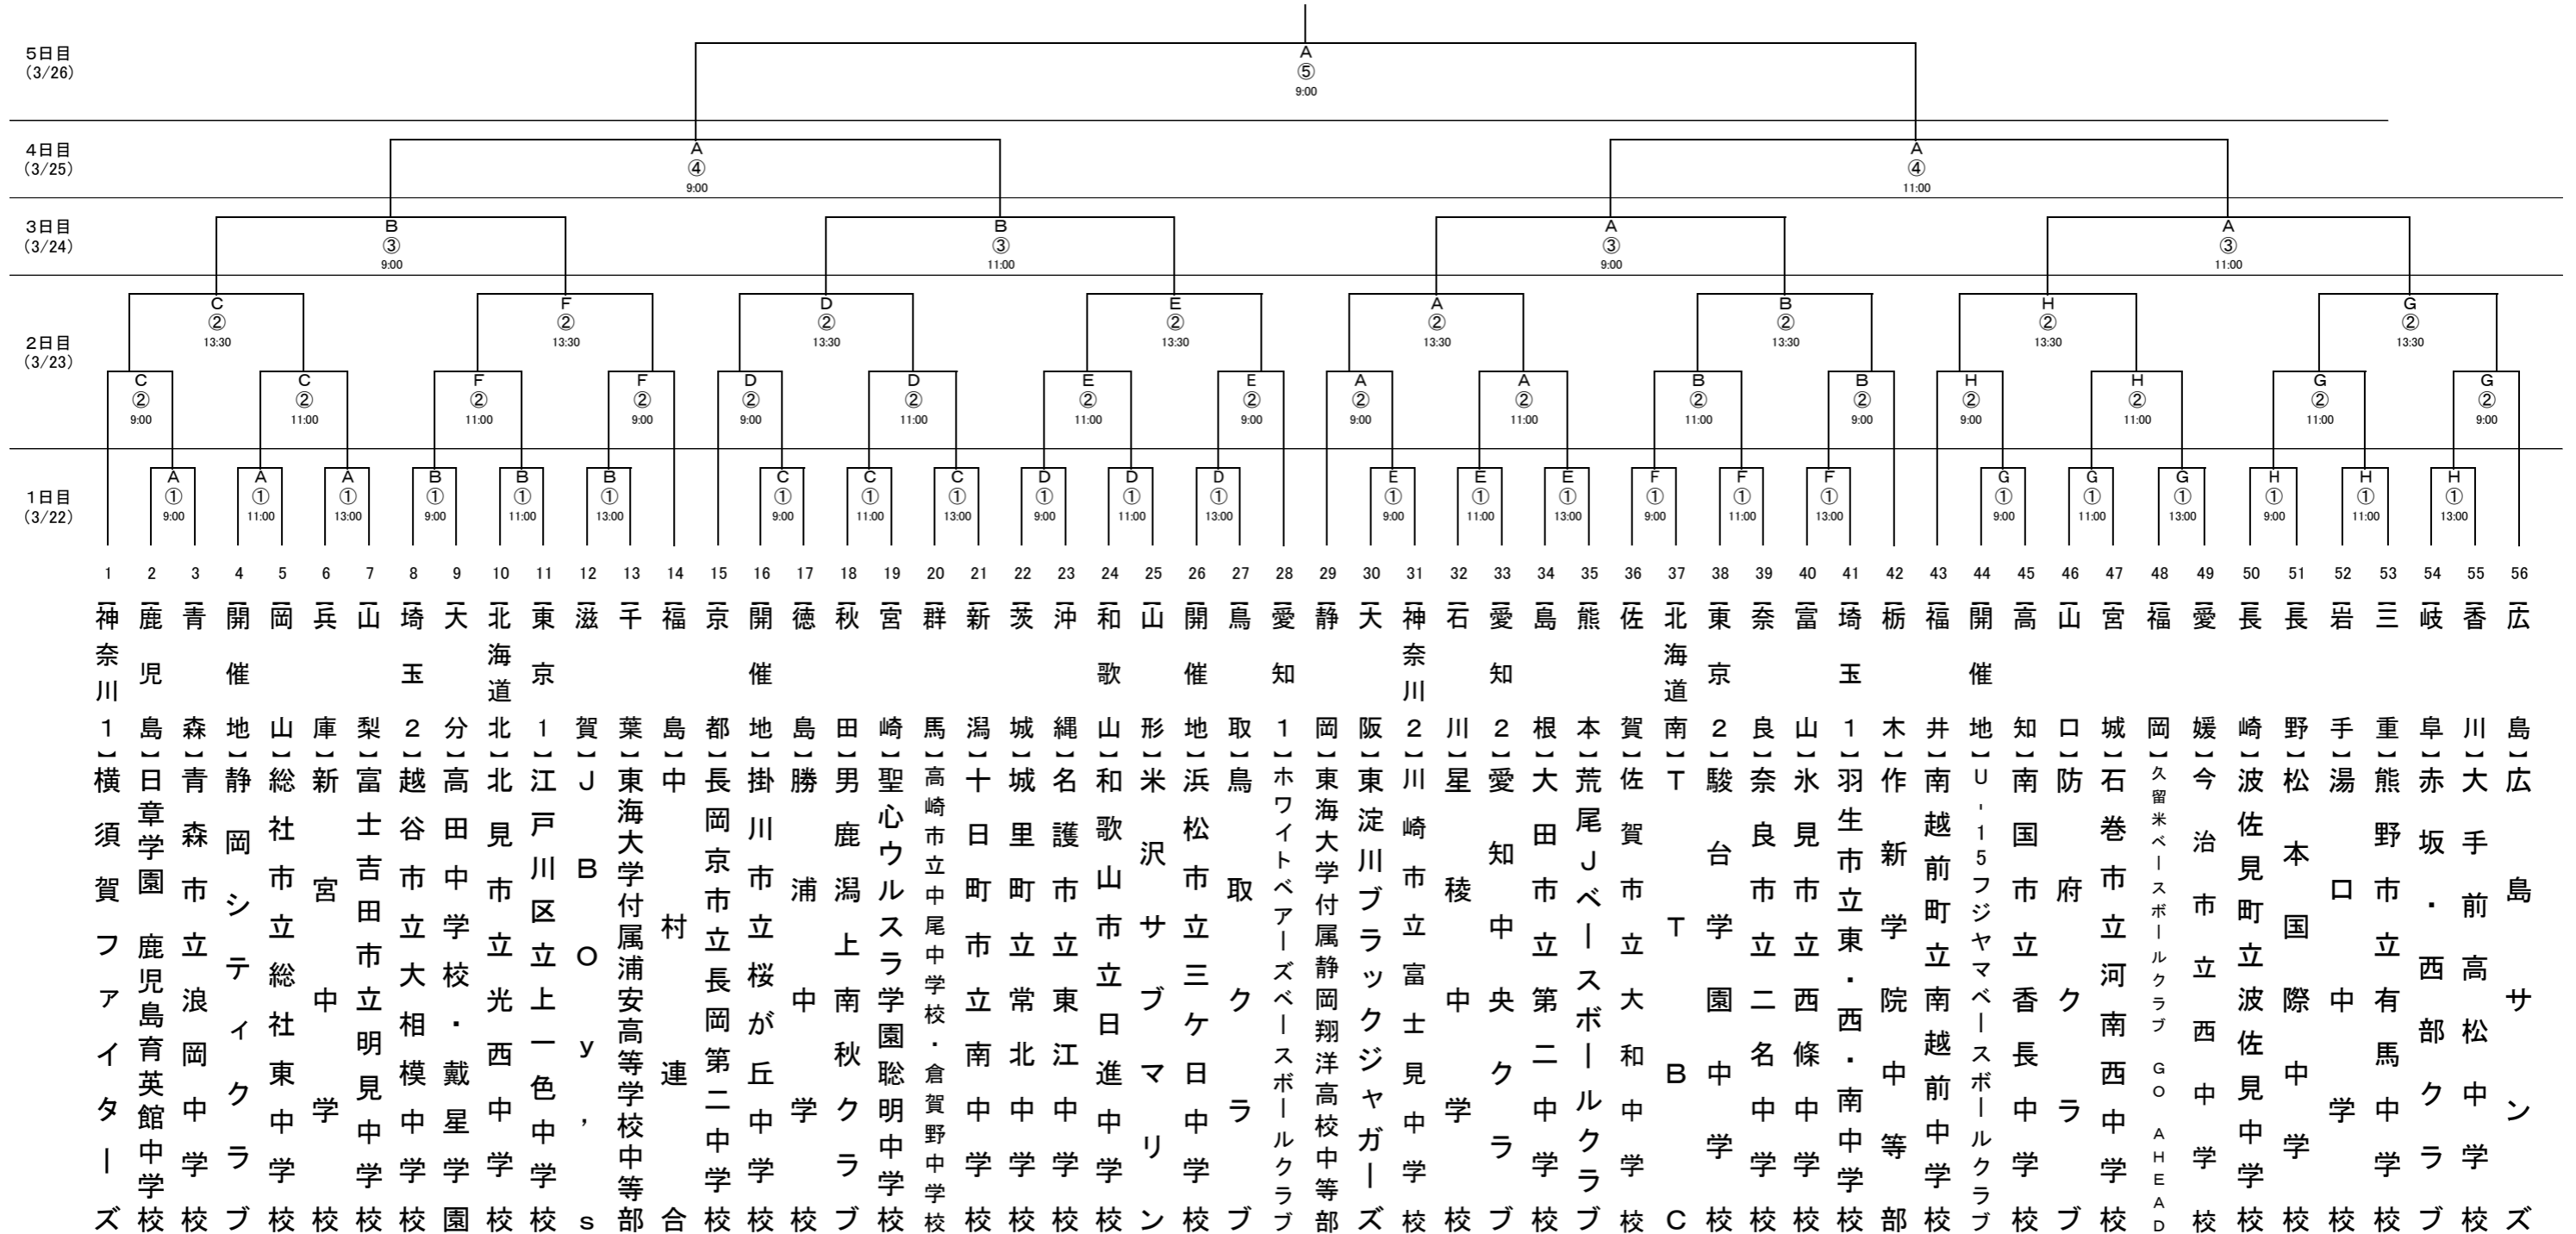 5日目
(3/26)
A
⑤
9:00
4日目
(3/25)
A
④
9:00
A
④
11:00
3日目
(3/24)
B
③
9:00
B
③
11:00
A
③
9:00
A
③
11:00
2日目
(3/23)
C
②
13:30
F
②
13:30
D
②
13:30
E
②
13:30
A
②
13:30
B
②
13:30
H
②
13:30
G
②
13:30
C
②
9:00
C
②
11:00
F
②
11:00
F
②
9:00
D
②
9:00
D
②
11:00
E
②
11:00
E
②
9:00
A
②
9:00
A
②
11:00
B
②
11:00
B
②
9:00
H
②
9:00
H
②
11:00
G
②
11:00
G
②
9:00
1日目
(3/22)
A
①
9:00
A
①
11:00
A
①
13:00
B
①
9:00
B
①
11:00
B
①
13:00
C
①
9:00
C
①
11:00
C
①
13:00
D
①
9:00
D
①
11:00
D
①
13:00
E
①
9:00
E
①
11:00
E
①
13:00
F
①
9:00
F
①
11:00
F
①
13:00
G
①
9:00
G
①
11:00
G
①
13:00
H
①
9:00
H
①
11:00
H
①
13:00
1
【神奈川1】横須賀ファイターズ
2
【鹿児島】日章学園 鹿児島育英館中学校
3
【青森】青森市立浪岡中学校
4
【開催地】静岡シティクラブ
5
【岡山】総社市立総社東中学校
6
【兵庫】新宮中学校
7
【山梨】富士吉田市立明見中学校
8
【埼玉2】越谷市立大相模中学校
9
【大分】高田中学校・戴星学園
10
【北海道北】北見市立光西中学校
11
【東京1】江戸川区立上一色中学校
12
【滋賀】JBOy's
13
【千葉】東海大学付属浦安高等学校中等部
14
【福島】中村連合
15
【京都】長岡京市立長岡第二中学校
16
【開催地】掛川市立桜が丘中学校
17
【徳島】勝浦中学校
18
【秋田】男鹿潟上南秋クラブ
19
【宮崎】聖心ウルスラ学園聡明中学校
20
【群馬】高崎市立中尾中学校・倉賀野中学校
21
【新潟】十日町市立南中学校
22
【茨城】城里町立常北中学校
23
【沖縄】名護市立東江中学校
24
【和歌山】和歌山市立日進中学校
25
【山形】米沢サブマリン
26
【開催地】浜松市立三ケ日中学校
27
【鳥取】鳥取クラブ
28
【愛知1】ホワイトベアーズベースボールクラブ
29
【静岡】東海大学付属静岡翔洋高校中等部
30
【大阪】東淀川ブラックジャガーズ
31
【神奈川2】川崎市立富士見中学校
32
【石川】星稜中学校
33
【愛知2】愛知中央クラブ
34
【島根】大田市立第二中学校
35
【熊本】荒尾Jベースボールクラブ
36
【佐賀】佐賀市立大和中学校
37
【北海道南】TTBC
38
【東京2】駿台学園中学校
39
【奈良】奈良市立二名中学校
40
【富山】氷見市立西條中学校
41
【埼玉1】羽生市立東・西・南中学校
42
【栃木】作新学院中等部
43
【福井】南越前町立南越前中学校
44
【開催地】U-15フジヤマベースボールクラブ
45
【高知】南国市立香長中学校
46
【山口】防府クラブ
47
【宮城】石巻市立河南西中学校
48
【福岡】久留米ベースボールクラブ GO AHEAD
49
【愛媛】今治市立西中学校
50
【長崎】波佐見町立波佐見中学校
51
【長野】松本国際中学校
52
【岩手】湯口中学校
53
【三重】熊野市立有馬中学校
54
【岐阜】赤坂・西部クラブ
55
【香川】大手前高松中学校
56
【広島】広島サンズ